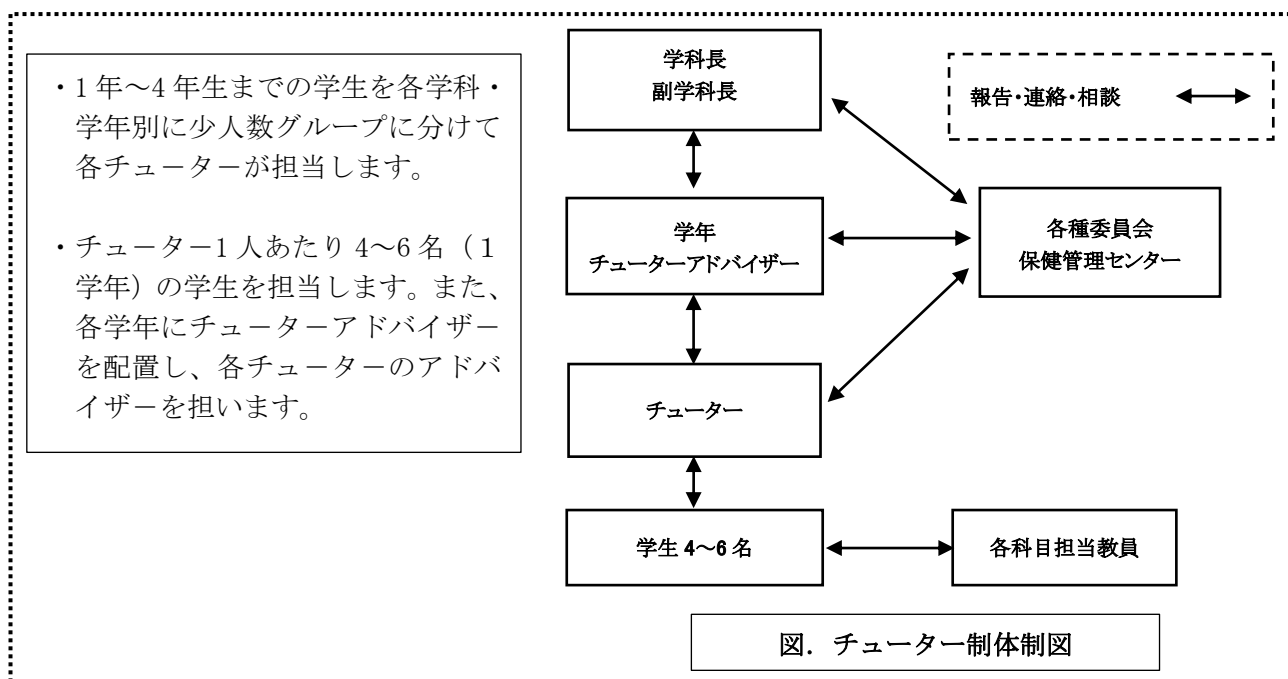 ・1年～4年生までの学生を各学科・
学年別に少人数グループに分けて
各チューターが担当します。
・チューター1人あたり4～6名（１
学年）の学生を担当します。また、
各学年にチューターアドバイザー
を配置し、各チューターのアドバ
イザーを担います。
学科長
副学科長
報告・連絡・相談
学年
チューターアドバイザー
各種委員会
保健管理センター
チューター
学生4～6名
各科目担当教員
図．チューター制体制図